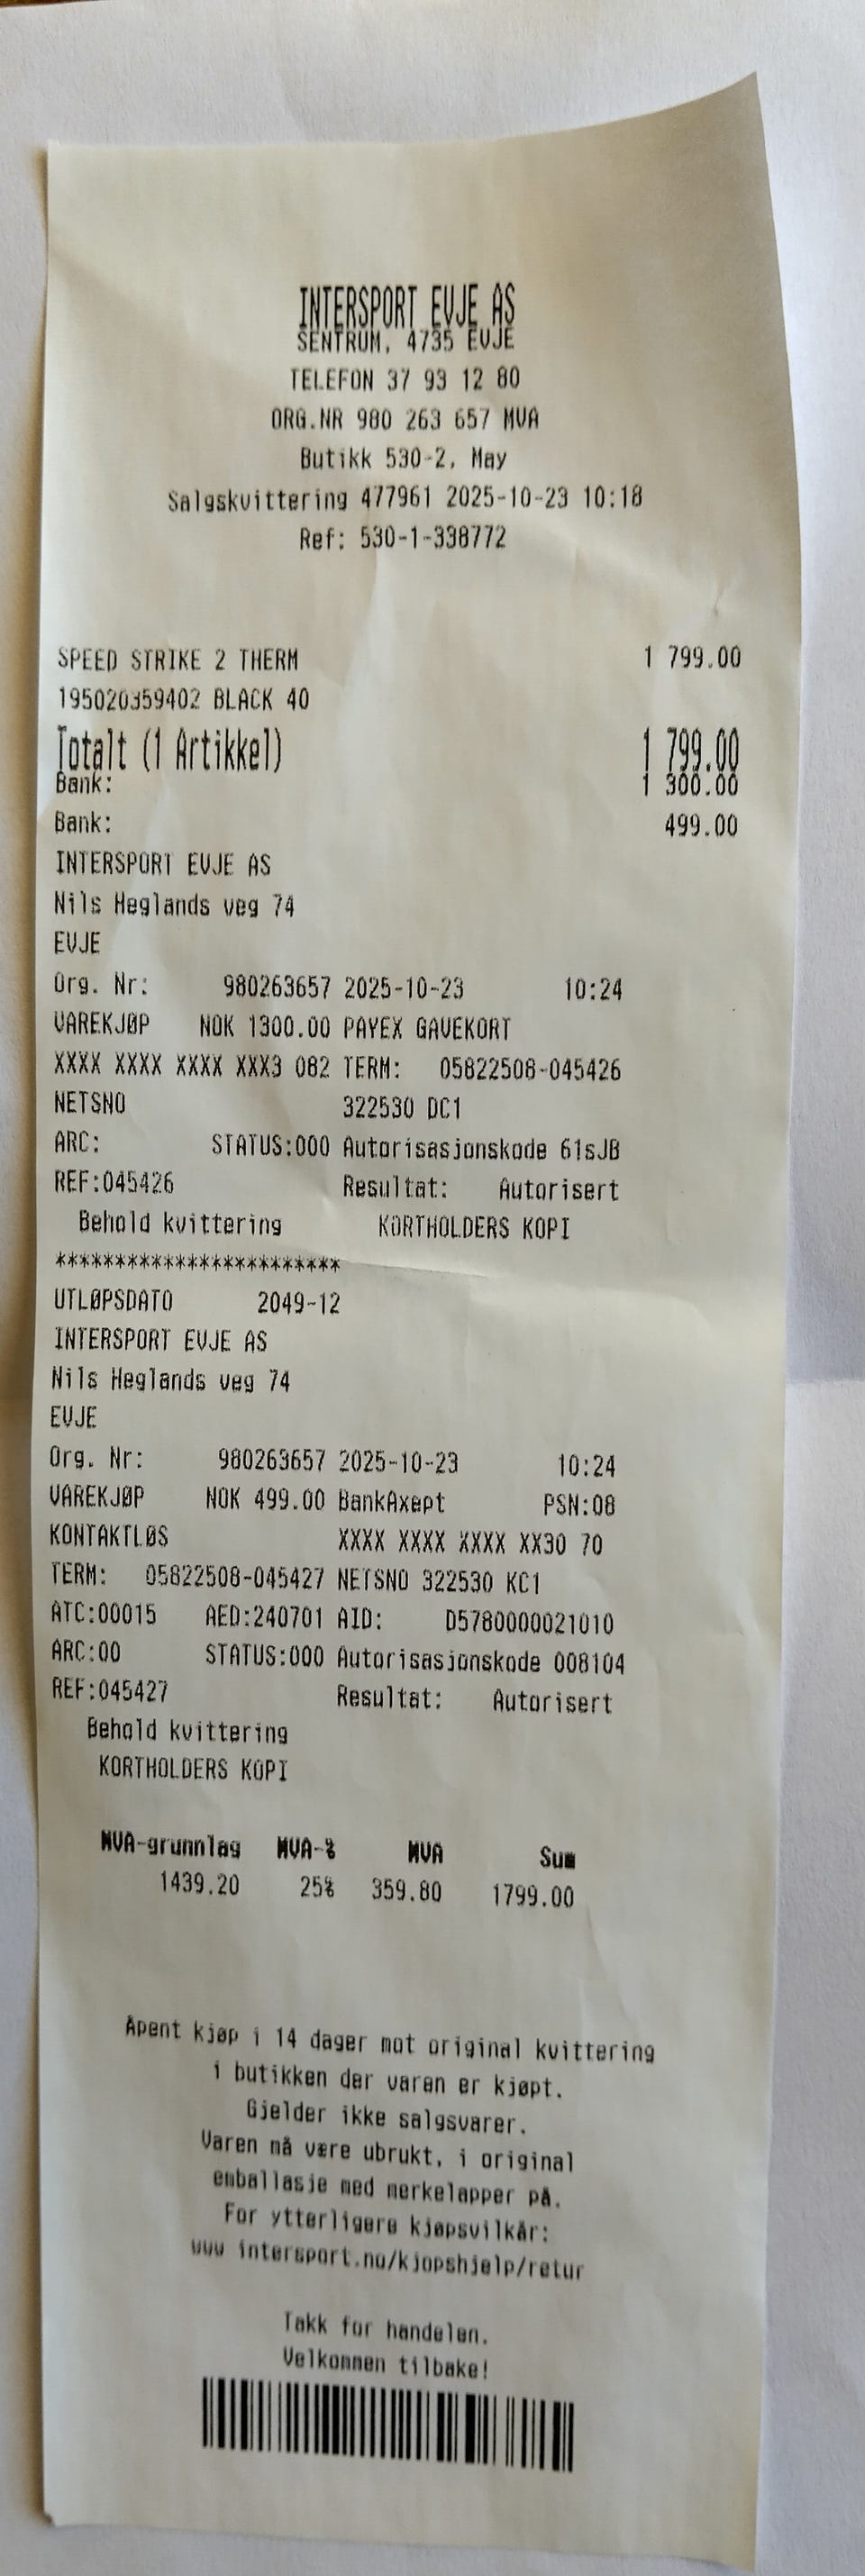 INTERSPORT EVJE AS
SENTRUM, 4735 EVJE
TELEFON 37 93 12 80
ORG.NR 980 263 657 MVA
Butikk 530-2, May
Salgskvittering 477961 2025-10-23 10:18
Ref: 530-1-338772
SPEED STRIKE 2 THERM 1 799.00
195020359402 BLACK 40
Totalt (1 Artikkel) 1 799.00
Bank: 1 300.00
Bank: 499.00
INTERSPORT EVJE AS
Nils Heglands veg 74
EVJE
Org. Nr: 980263657 2025-10-23 10:24
VAREKJØP NOK 1300.00 PAYEX GAVEKORT
XXXX XXXX XXXX XXX3 082 TERM: 05822508-045426
NETSNO 322530 DC1
ARC: STATUS:000 Autorisasjonskode 61sJB
REF:045426 Resultat: Autorisert
Behold kvittering KORTHOLDERS KOPI
************************
UTLØPSDATO 2049-12
INTERSPORT EVJE AS
Nils Heglands veg 74
EVJE
Org. Nr: 980263657 2025-10-23 10:24
VAREKJØP NOK 499.00 BankAxept PSN:08
KONTAKTLØS XXXX XXXX XXXX XX30 70
TERM: 05822508-045427 NETSNO 322530 KC1
ATC:00015 AED:240701 AID: D5780000021010
ARC:00 STATUS:000 Autorisasjonskode 008104
REF:045427 Resultat: Autorisert
Behold kvittering
KORTHOLDERS KOPI
MVA-grunnlag MVA-% MVA Sum
1439.20 25% 359.80 1799.00
Åpent kjøp i 14 dager mot original kvittering
i butikken der varen er kjøpt.
Gjelder ikke salgsvarer.
Varen må være ubrukt, i original
emballasje med merkelapper på.
For ytterligere kjøpsvilkår:
www intersport.no/kjopshjelp/retur
Takk for handelen.
Velkommen tilbake!